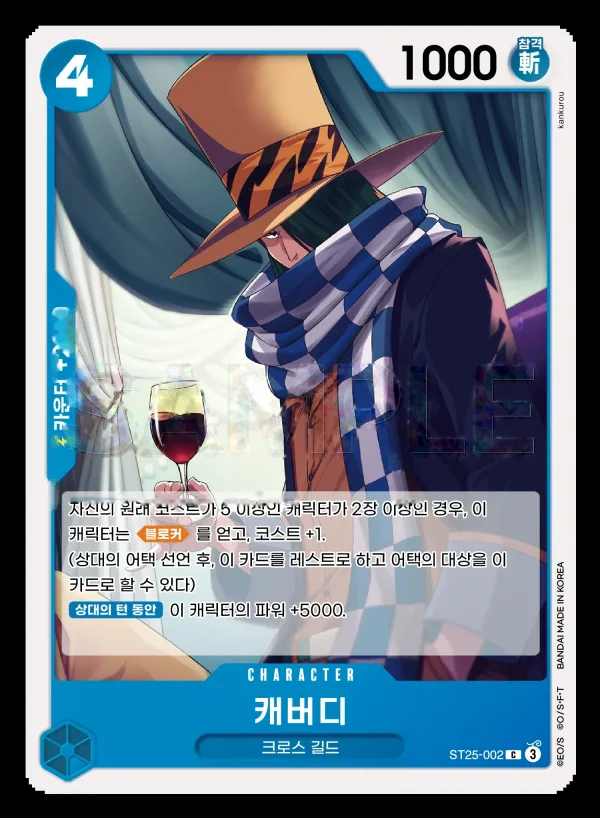 4
1000
참격
斬
kankurou
카운터
SAMPLE
자신의 원래 코스트가 5 이상인 캐릭터가 2장 이상인 경우, 이
캐릭터는 블로커 를 얻고, 코스트 +1.
(상대의 어택 선언 후, 이 카드를 레스트로 하고 어택의 대상을 이
카드로 할 수 있다)
상대의 턴 동안 이 캐릭터의 파워 +5000.
CHARACTER
캐버디
크로스 길드
ST25-002 C 3
©EO/S ©O/S·F·T BANDAI MADE IN KOREA